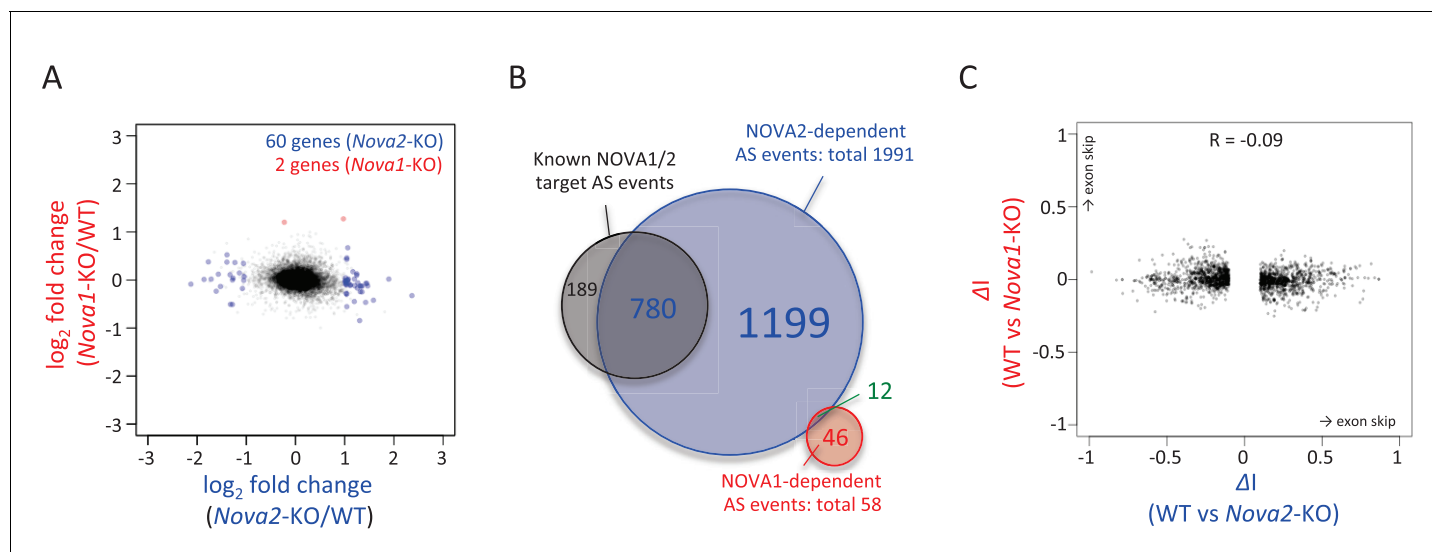 A
60 genes (Nova2-KO)
2 genes (Nova1-KO)
3
2
1
0
-1
-2
-3
-3
-2
-1
0
1
2
3
log2 fold change
(Nova1-KO/WT)
log2 fold change
(Nova2-KO/WT)
B
NOVA2-dependent
AS events: total 1991
Known NOVA1/2
target AS events
189
780
1199
12
46
NOVA1-dependent
AS events: total 58
C
R = -0.09
1
0.5
0
-0.5
-1
→ exon skip
→ exon skip
-1
-0.5
0
0.5
1
ΔI
(WT vs Nova1-KO)
ΔI
(WT vs Nova2-KO)